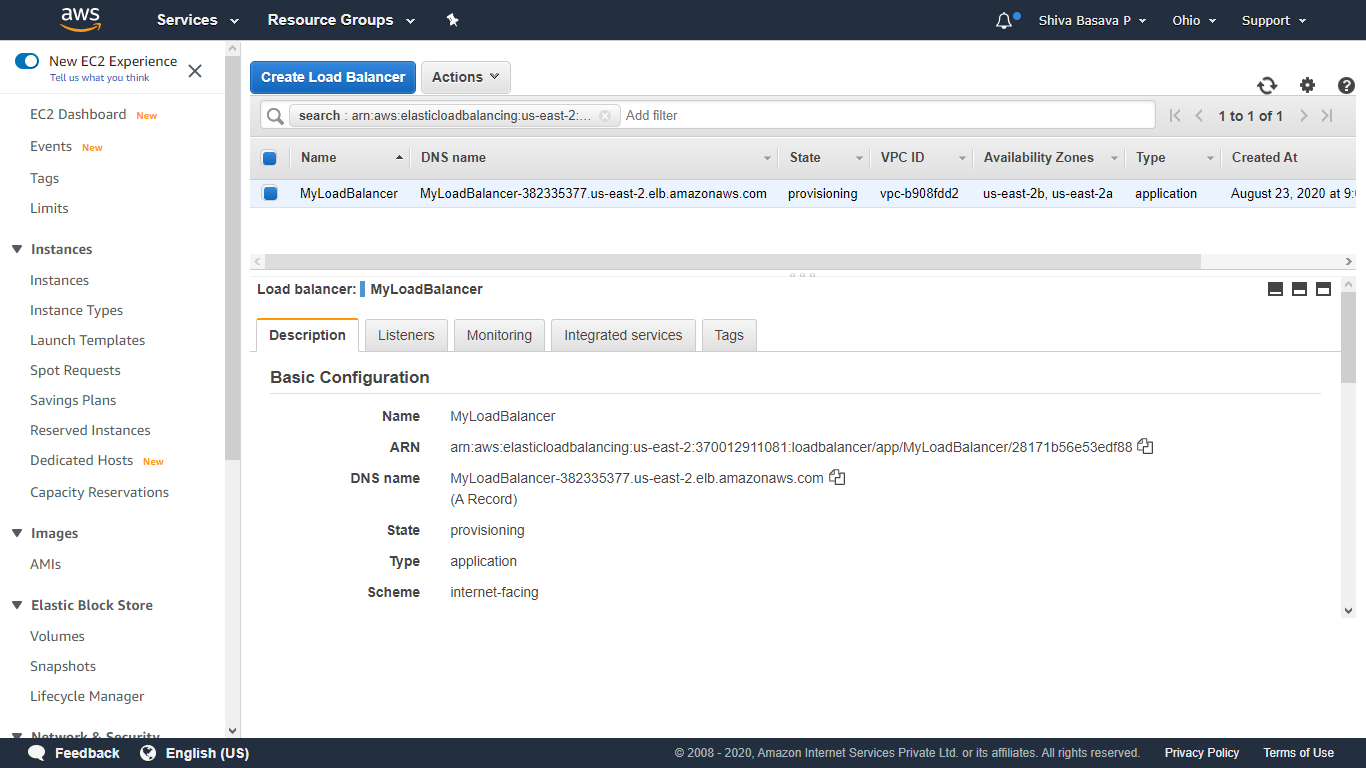 aws Services Resource Groups Shiva Basava P Ohio Support
New EC2 Experience
Tell us what you think
EC2 Dashboard New
Events New
Tags
Limits
Instances
Instances
Instance Types
Launch Templates
Spot Requests
Savings Plans
Reserved Instances
Dedicated Hosts New
Capacity Reservations
Images
AMIs
Elastic Block Store
Volumes
Snapshots
Lifecycle Manager
Network & Security
Create Load Balancer Actions
search : arn:aws:elasticloadbalancing:us-east-2:... Add filter 1 to 1 of 1
Name DNS name State VPC ID Availability Zones Type Created At
MyLoadBalancer MyLoadBalancer-382335377.us-east-2.elb.amazonaws.com provisioning vpc-b908fdd2 us-east-2b, us-east-2a application August 23, 2020 at 9:
Load balancer: MyLoadBalancer
Description Listeners Monitoring Integrated services Tags
Basic Configuration
Name MyLoadBalancer
ARN arn:aws:elasticloadbalancing:us-east-2:370012911081:loadbalancer/app/MyLoadBalancer/28171b56e53edf88
DNS name MyLoadBalancer-382335377.us-east-2.elb.amazonaws.com
(A Record)
State provisioning
Type application
Scheme internet-facing
Feedback English (US) © 2008 - 2020, Amazon Internet Services Private Ltd. or its affiliates. All rights reserved. Privacy Policy Terms of Use